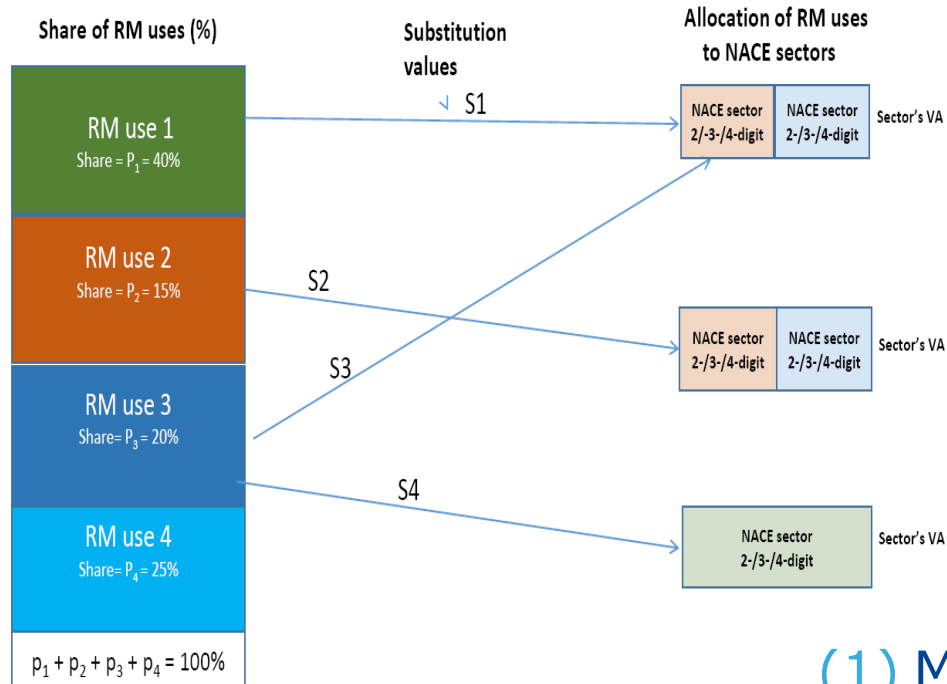 Share of RM uses (%)
Substitution
values
Allocation of RM uses
to NACE sectors
RM use 1
Share = P₁ = 40%
S1
NACE sector
2/-3-/4-digit
NACE sector
2-/3-/4-digit
Sector's VA
RM use 2
Share = P₂ = 15%
S2
NACE sector
2-/3-/4-digit
NACE sector
2-/3-/4-digit
Sector's VA
RM use 3
Share= P₃ = 20%
S3
S4
RM use 4
Share= P₄ = 25%
NACE sector
2-/3-/4-digit
Sector's VA
p₁ + p₂ + p₃ + p₄ = 100%
(1) M